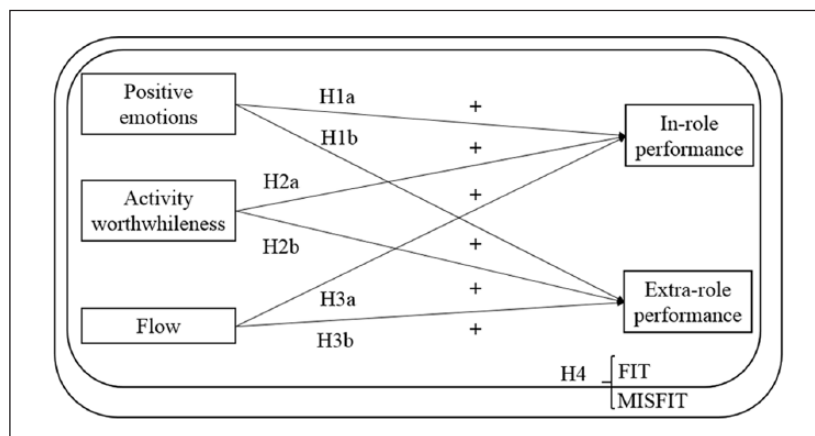 Positive
emotions
H1a
+
In-role
performance
H1b
+
Activity
worthwhileness
H2a
+
H2b
+
Extra-role
performance
H3a
+
Flow
H3b
+
H4
FIT
MISFIT